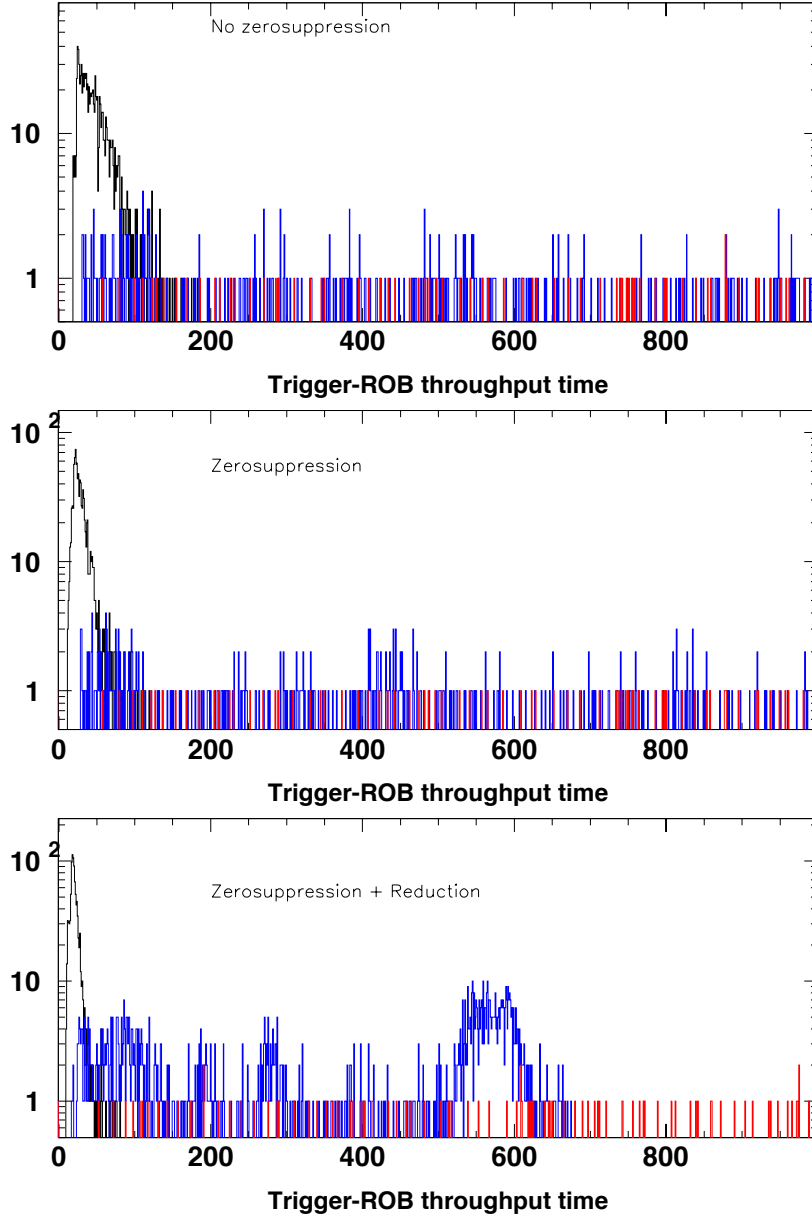 No zerosuppression
10
1
0 200 400 600 800
Trigger-ROB throughput time
10 2
Zerosuppression
10
1
0 200 400 600 800
Trigger-ROB throughput time
10 2
Zerosuppression + Reduction
10
1
0 200 400 600 800
Trigger-ROB throughput time